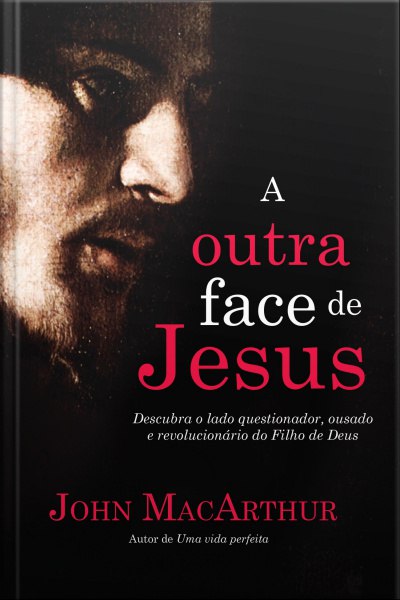 A
outra
face de
Jesus
Descubra o lado questionador, ousado
e revolucionário do Filho de Deus
JOHN MACARTHUR
Autor de Uma vida perfeita